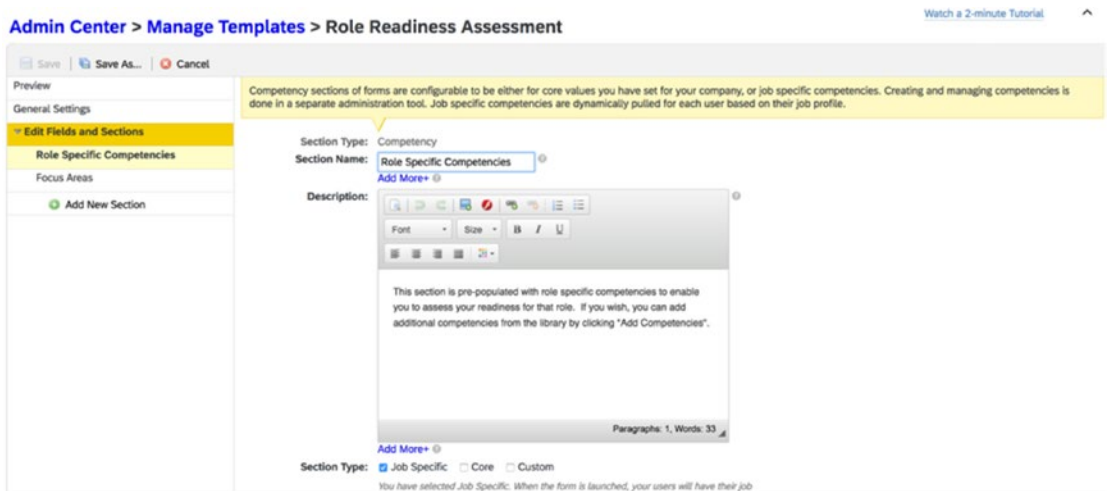 Watch a 2-minute Tutorial
Admin Center > Manage Templates > Role Readiness Assessment
Save Save As... Cancel
Preview
General Settings
Edit Fields and Sections
Role Specific Competencies
Focus Areas
Add New Section
Competency sections of forms are configurable to be either for core values you have set for your company, or job specific competencies. Creating and managing competencies is
done in a separate administration tool. Job specific competencies are dynamically pulled for each user based on their job profile.
Section Type: Competency
Section Name: Role Specific Competencies
Add More+
Description:
Font Size B I U
This section is pre-populated with role specific competencies to enable
you to assess your readiness for that role. If you wish, you can add
additional competencies from the library by clicking "Add Competencies".
Paragraphs: 1, Words: 33
Add More+
Section Type: Job Specific Core Custom
You have selected Job Specific. When the form is launched, your users will have their job